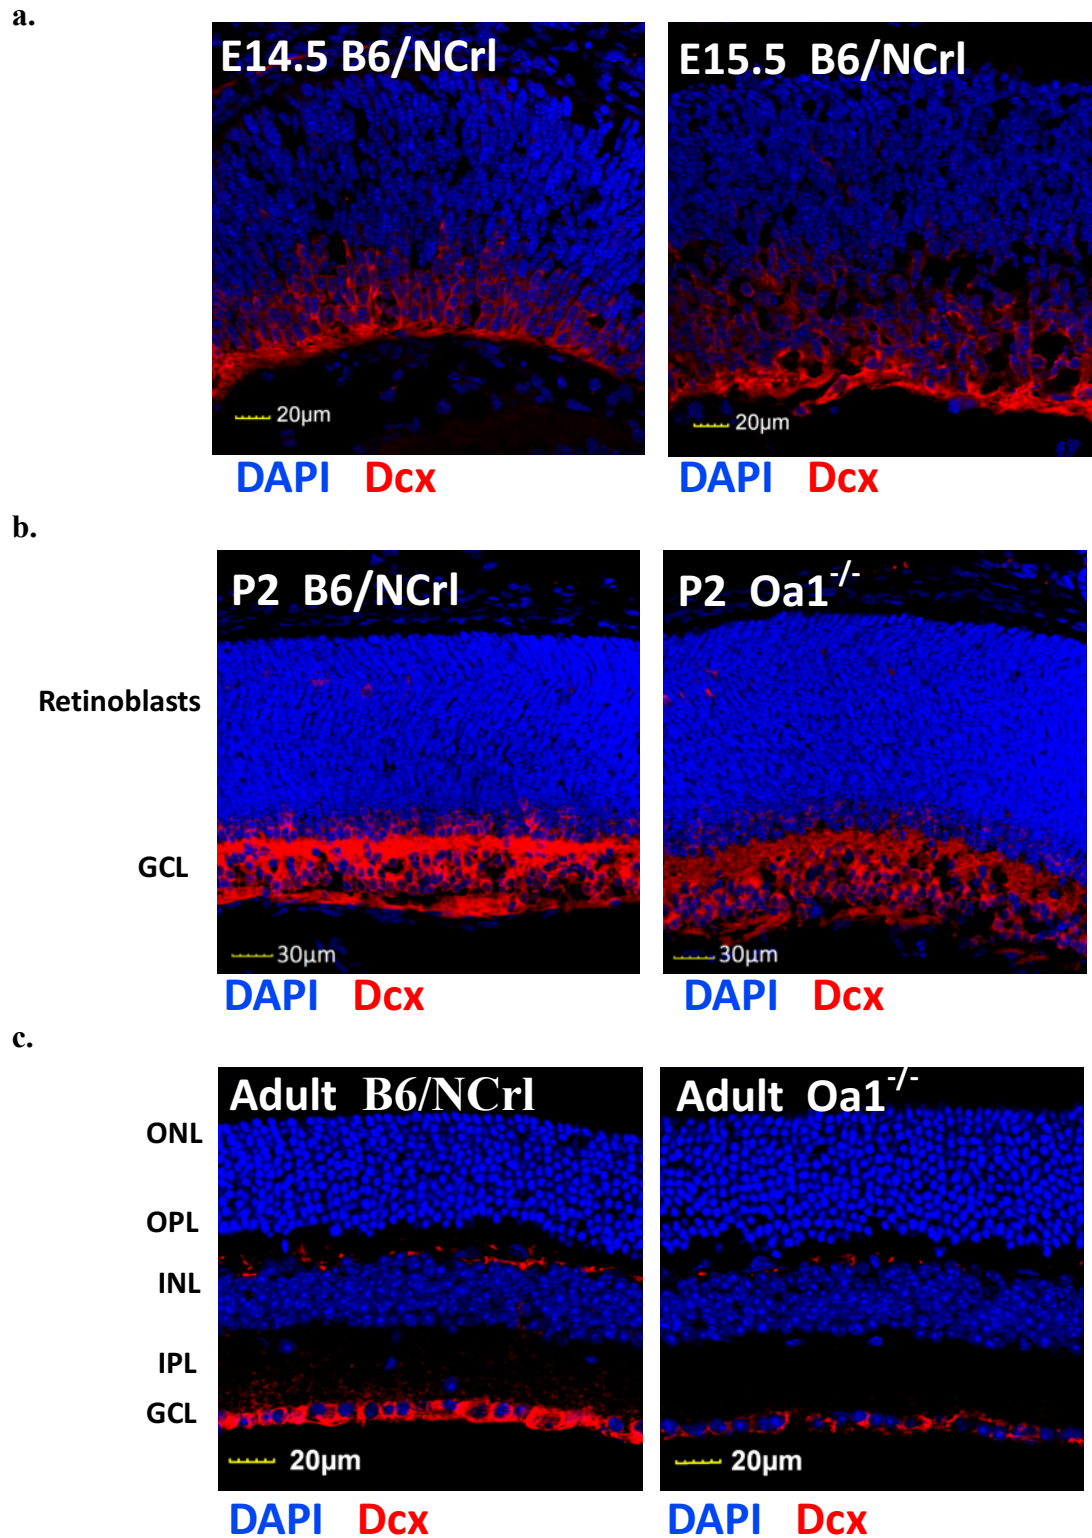 a.
E14.5 B6/NCrl
E15.5 B6/NCrl
20µm
20µm
DAPI Dcx
DAPI Dcx
b.
P2 B6/NCrl
P2 Oa1-/-
Retinoblasts
GCL
30µm
30µm
DAPI Dcx
DAPI Dcx
c.
Adult B6/NCrl
Adult Oa1-/-
ONL
OPL
INL
IPL
GCL
20µm
20µm
DAPI Dcx
DAPI Dcx